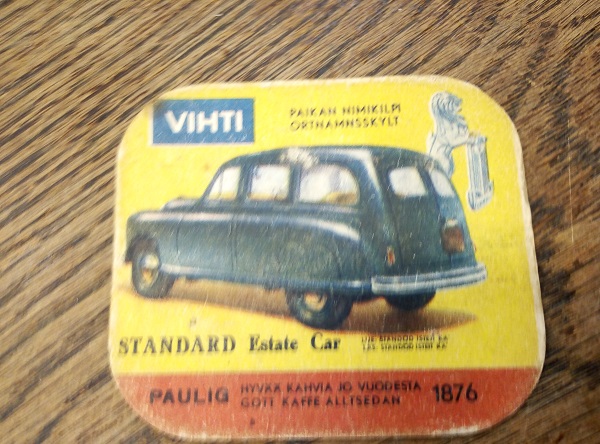 VIHTI
PAIKAN NIMIKILPI
ORTNAMNSSKYLT
STANDARD Estate Car
PAULIG
HYVÄÄ KAHVIA JO VUODESTA
GOTT KAFFE ALLTSEDAN
1876